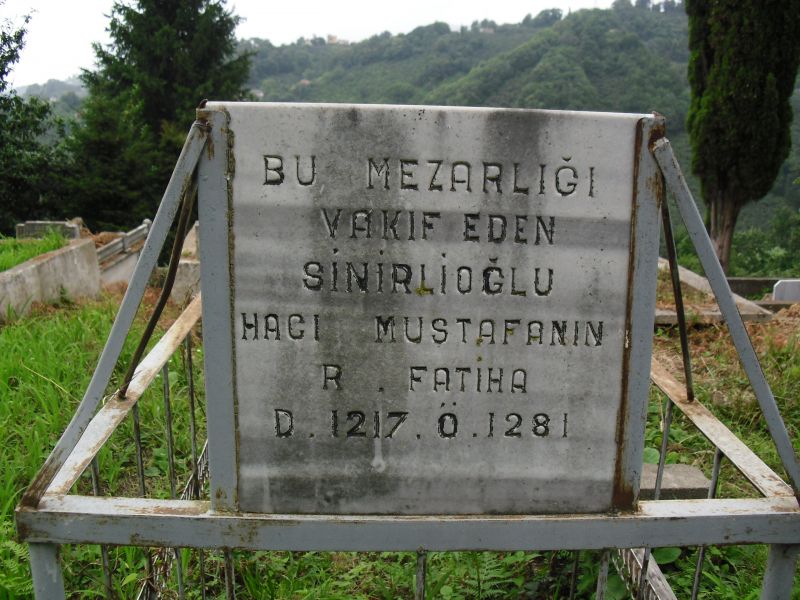 BU MEZARLIĞI
VAKIF EDEN
SİNİRLİOĞLU
HACI MUSTAFANIN
R . FATİHA
D . 1217 . Ö . 1281